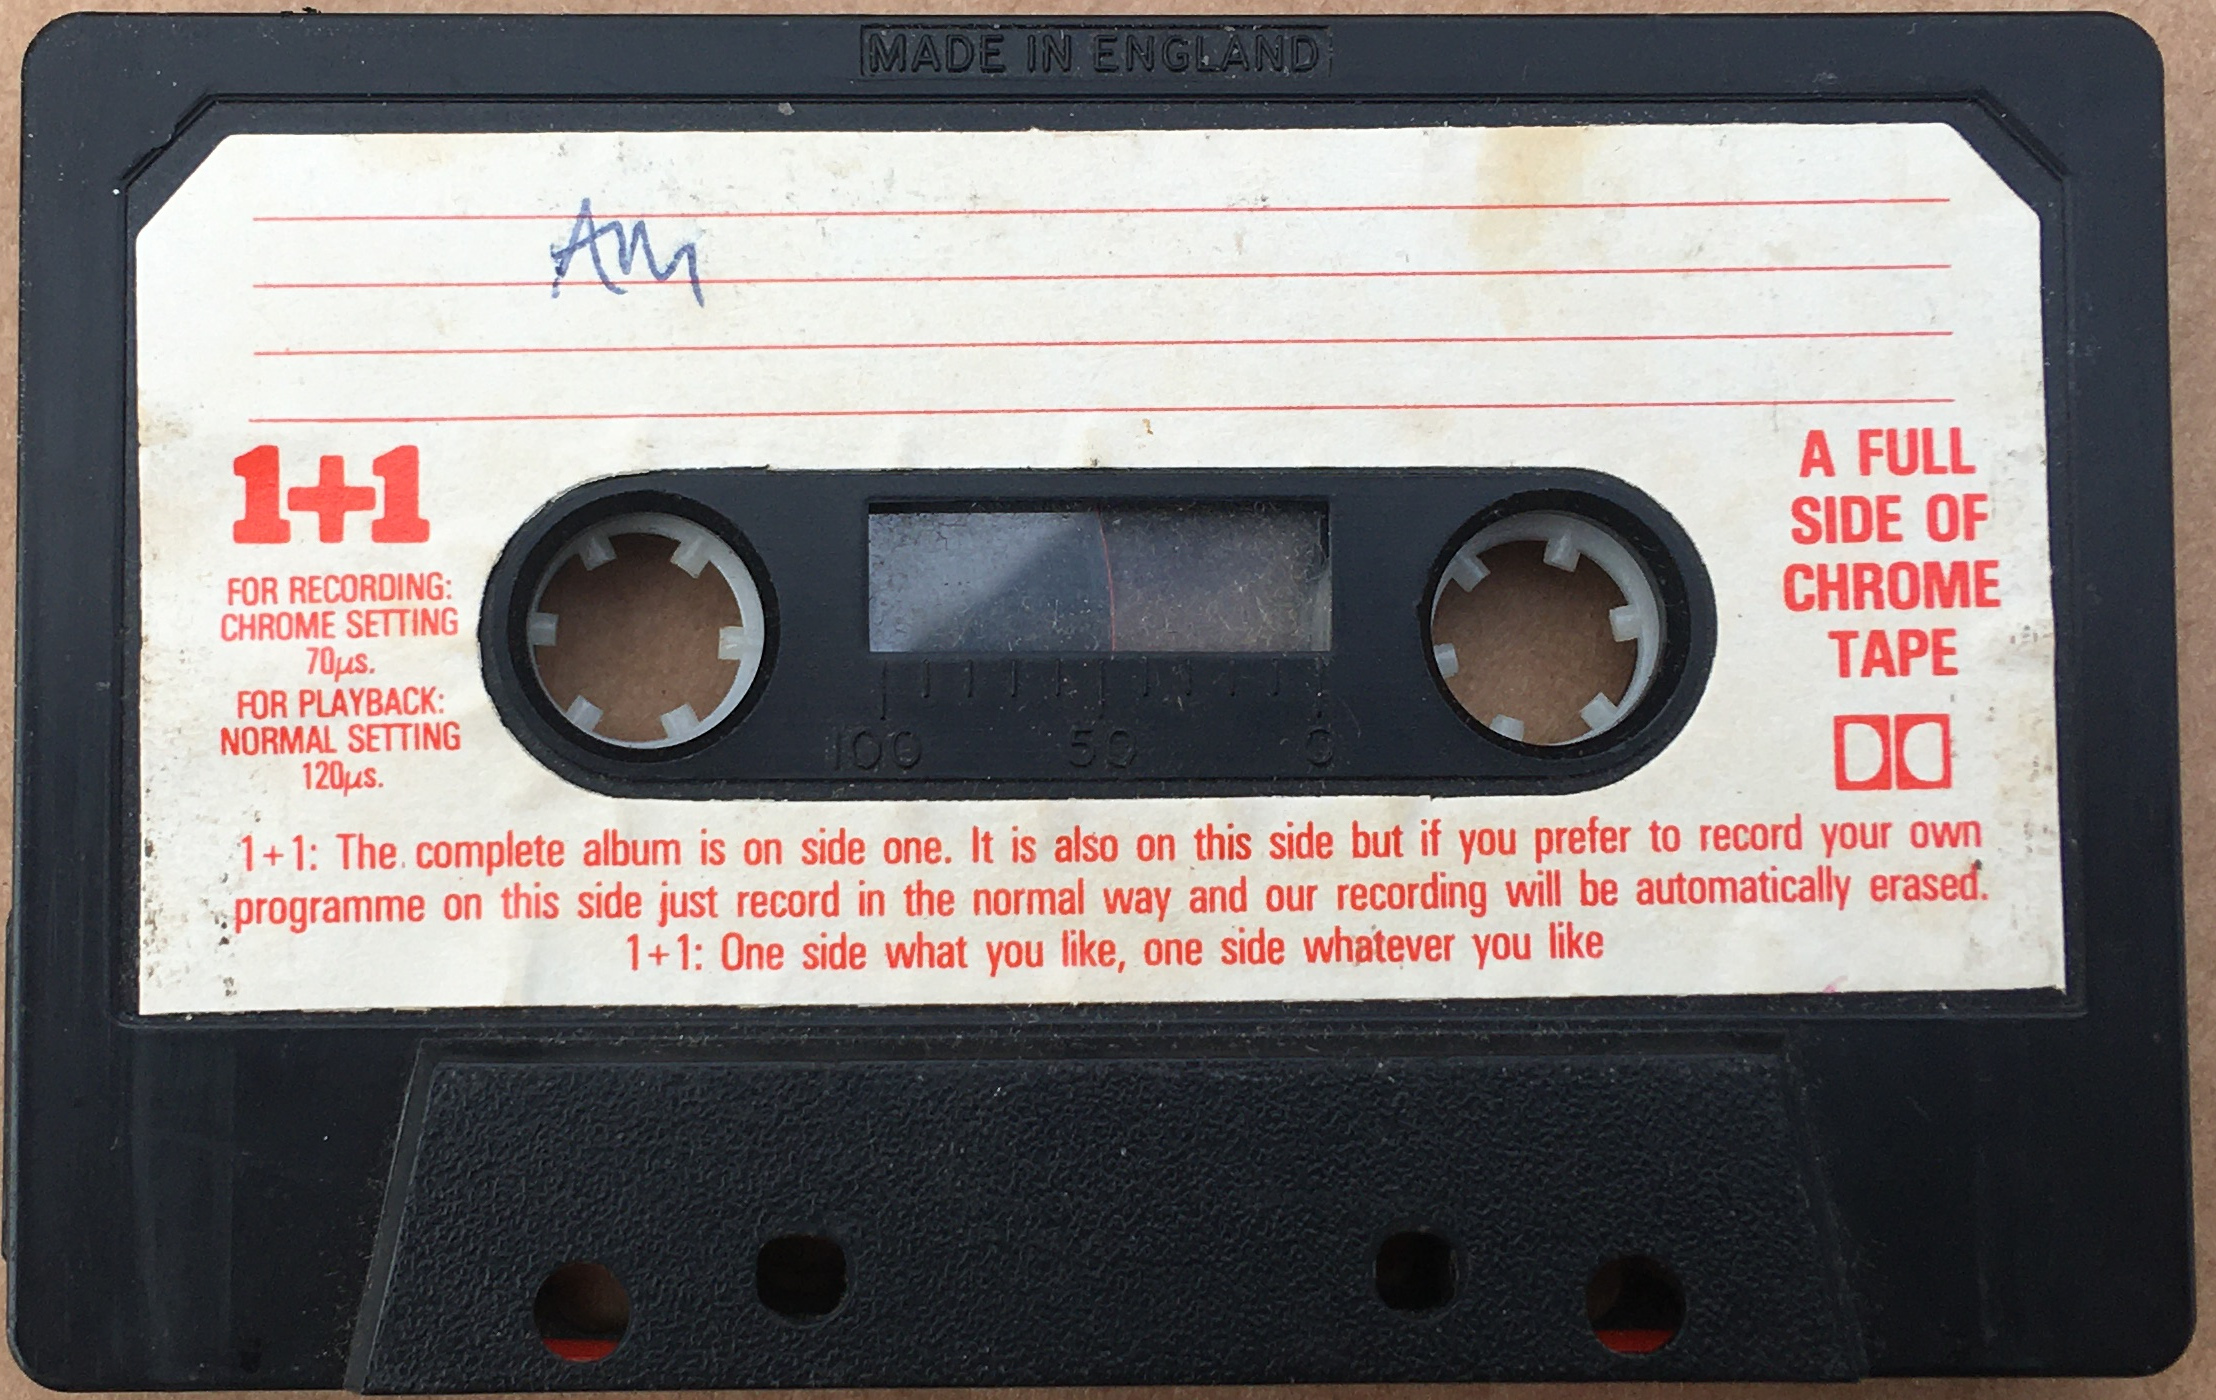 MADE IN ENGLAND
1+1
FOR RECORDING:
CHROME SETTING
70µs.
FOR PLAYBACK:
NORMAL SETTING
120µs.
A FULL
SIDE OF
CHROME
TAPE
100 50 0
1+1: The complete album is on side one. It is also on this side but if you prefer to record your own
programme on this side just record in the normal way and our recording will be automatically erased.
1+1: One side what you like, one side whatever you like